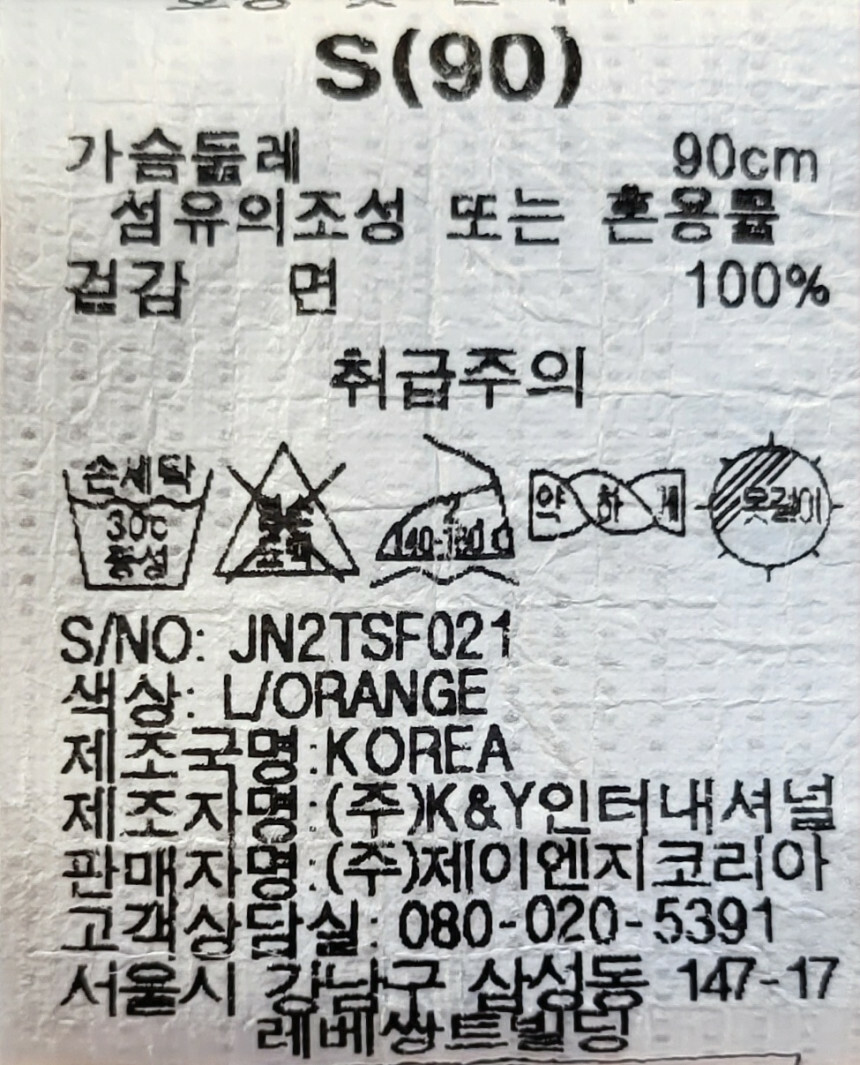 S(90)
가슴둘레 90cm
섬유의조성 또는 혼용률
겉감 면 100%
취급주의
손세탁
30℃
중성
약하게
옷걸이
S/NO: JN2TSF021
색상: L/ORANGE
제조국명:KOREA
제조자명:(주)K&Y인터내셔널
판매자명:(주)제이엔지코리아
고객상담실: 080-020-5391
서울시 강남구 삼성동 147-17
레베쌍트빌딩